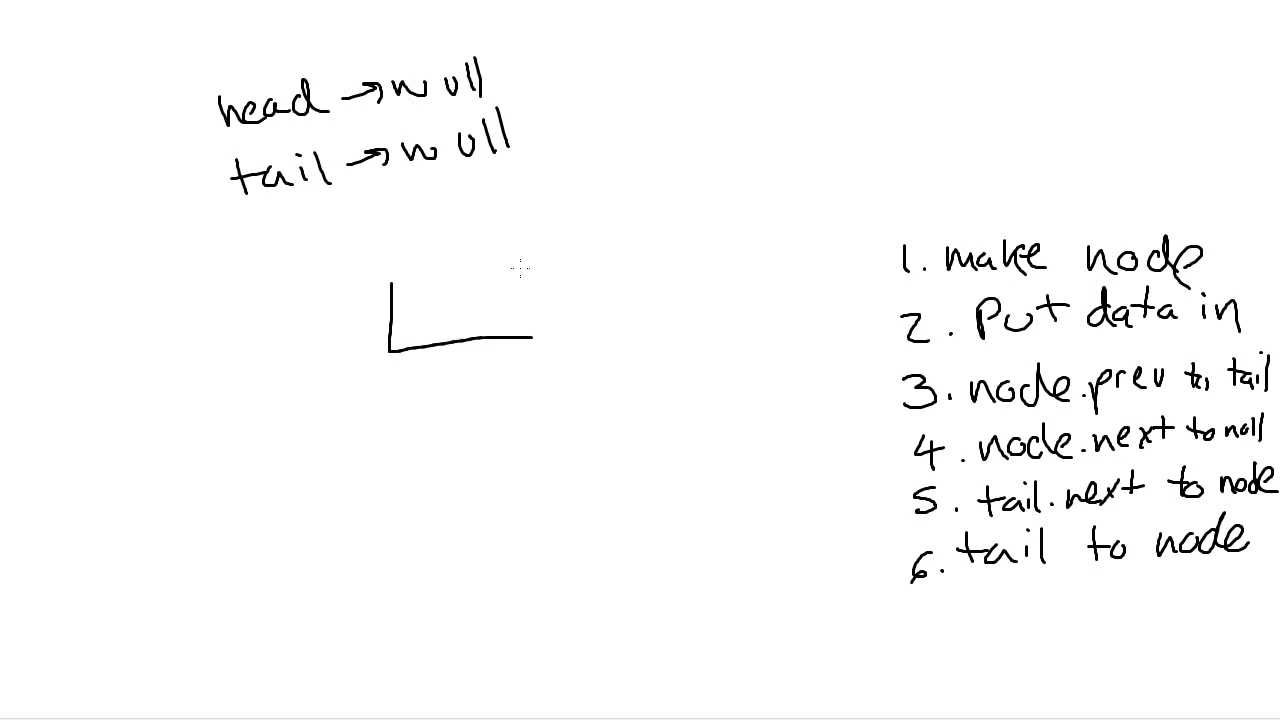 head → null
tail → null
1. make node
2. Put data in
3. node.prev to tail
4. node.next to null
5. tail.next to node
6. tail to node